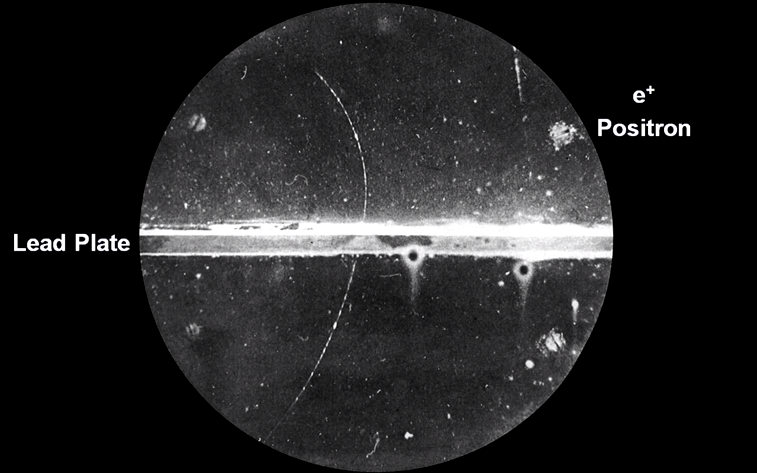 e⁺
Positron
Lead Plate